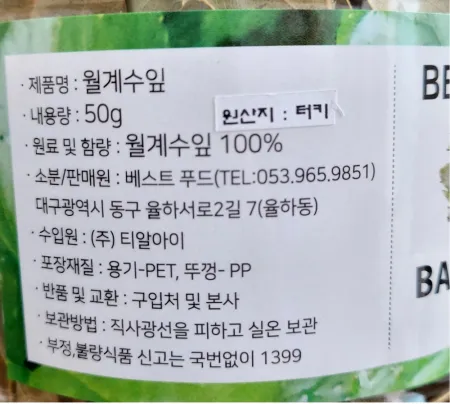 · 제품명 : 월계수잎
· 내용량 : 50g
원산지 : 터키
· 원료 및 함량 : 월계수잎 100%
· 소분/판매원 : 베스트 푸드(TEL:053.965.9851)
대구광역시 동구 율하서로2길 7(율하동)
· 수입원 : (주) 티알아이
· 포장재질 : 용기-PET, 뚜껑- PP
· 반품 및 교환 : 구입처 및 본사
· 보관방법 : 직사광선을 피하고 실온 보관
· 부정,불량식품 신고는 국번없이 1399
BE
BA